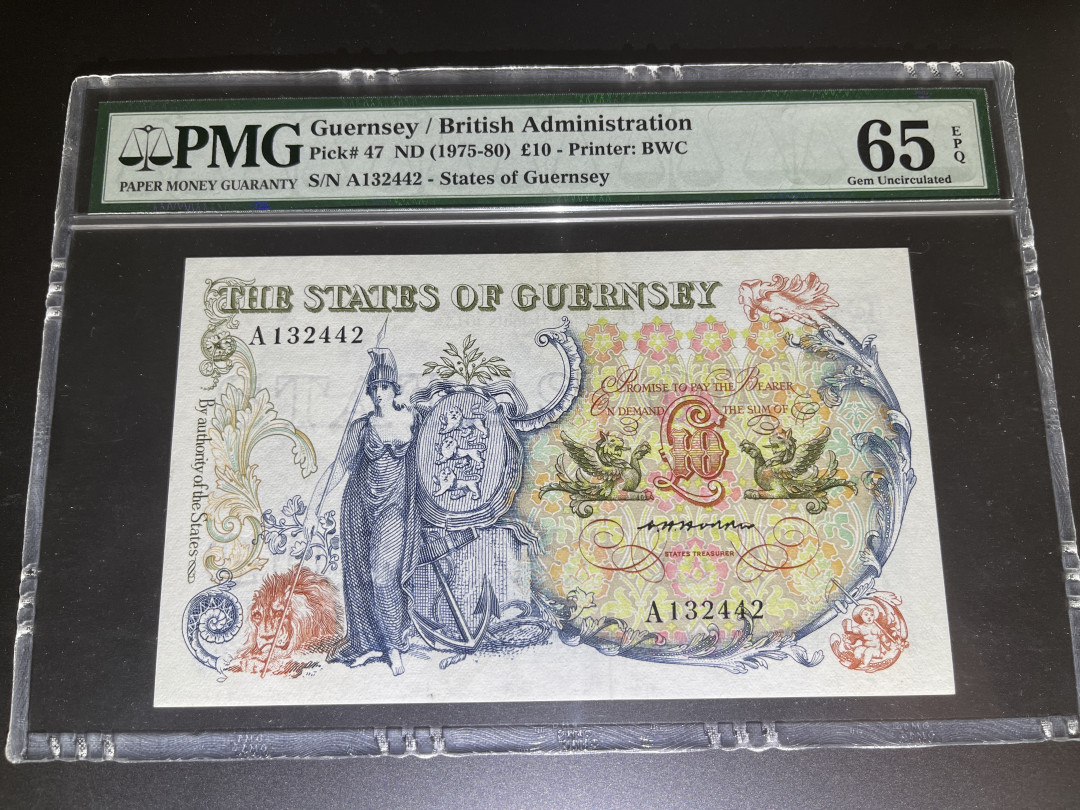 PMG
PAPER MONEY GUARANTY
Guernsey / British Administration
Pick# 47 ND (1975-80) £10 - Printer: BWC
S/N A132442 - States of Guernsey
65
EPQ
Gem Uncirculated
THE STATES OF GUERNSEY
A132442
By authority of the States
PROMISE TO PAY THE BEARER
ON DEMAND THE SUM OF
£10
STATES TREASURER
A132442